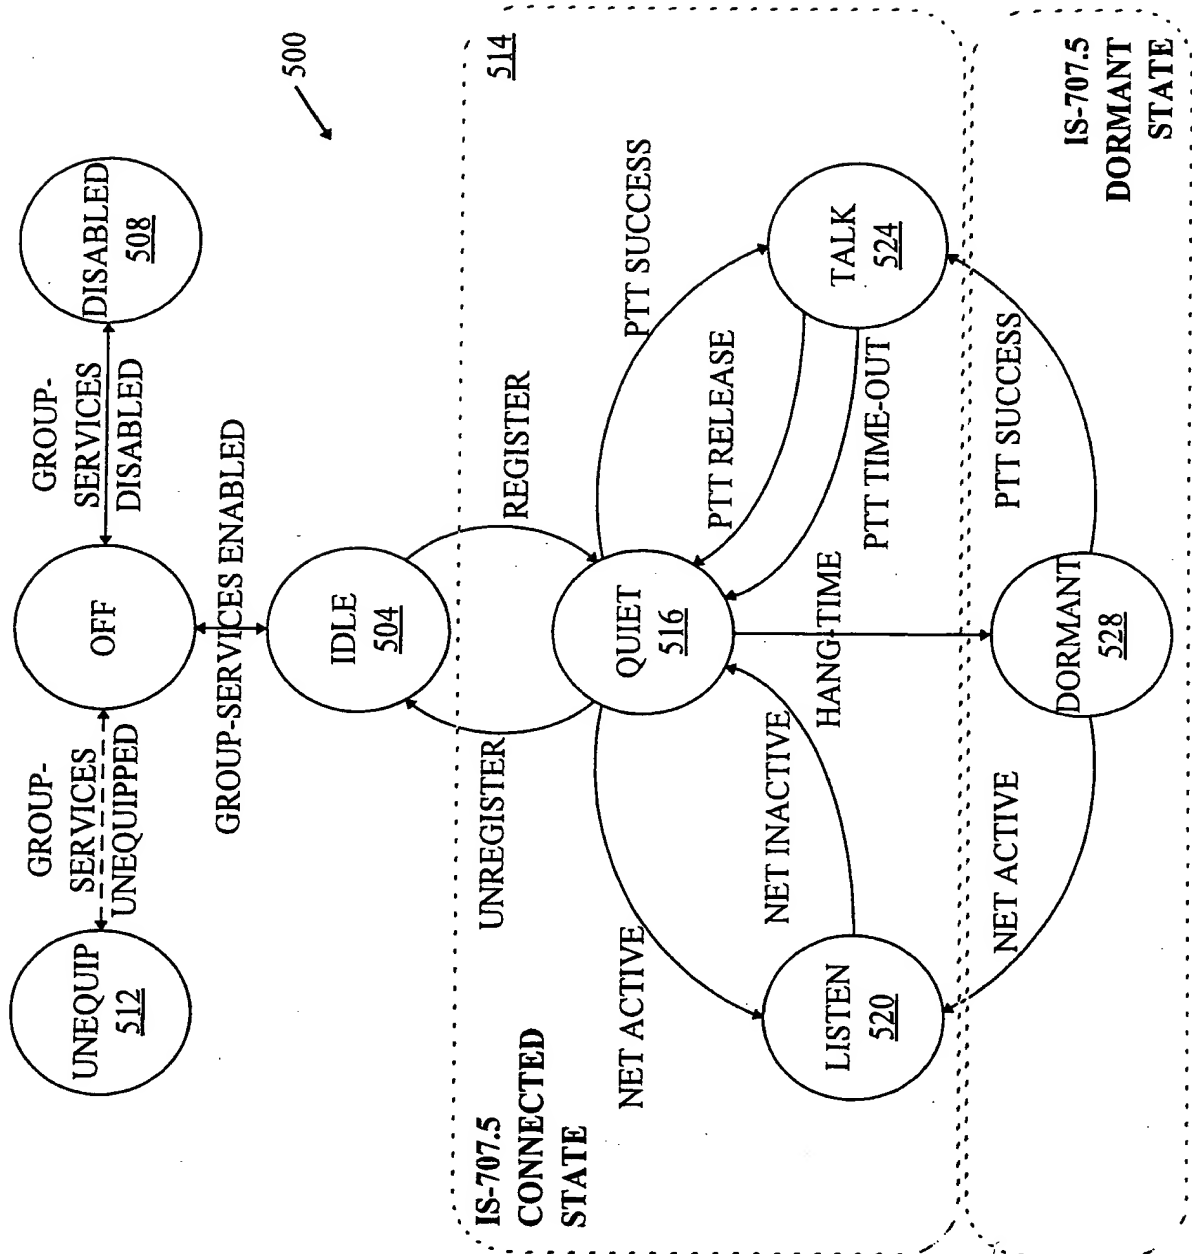 500
UNEQUIP
512
GROUP-
SERVICES
UNEQUIPPED
OFF
GROUP-
SERVICES
DISABLED
DISABLED
508
GROUP-SERVICES ENABLED
IDLE
504
UNREGISTER
REGISTER
IS-707.5
CONNECTED
STATE
514
NET ACTIVE
QUIET
516
PTT SUCCESS
NET INACTIVE
PTT RELEASE
HANG-TIME
PTT TIME-OUT
LISTEN
520
TALK
524
NET ACTIVE
PTT SUCCESS
DORMANT
528
IS-707.5
DORMANT
STATE